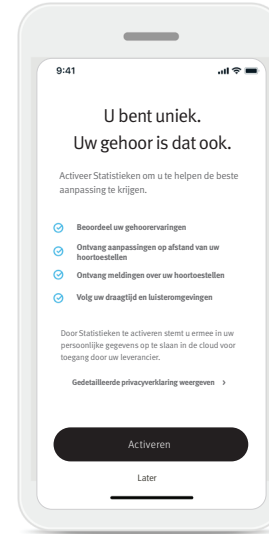 9:41
U bent uniek.
Uw gehoor is dat ook.
Activeer Statistieken om u te helpen de beste
aanpassing te krijgen.
Beoordeel uw gehoorervaringen
Ontvang aanpassingen op afstand van uw
hoortoestellen
Ontvang meldingen over uw hoortoestellen
Volg uw draagtijd en luisteromgevingen
Door Statistieken te activeren stemt u ermee in uw
persoonlijke gegevens op te slaan in de cloud voor
toegang door uw leverancier.
Gedetailleerde privacyverklaring weergeven >
Activeren
Later